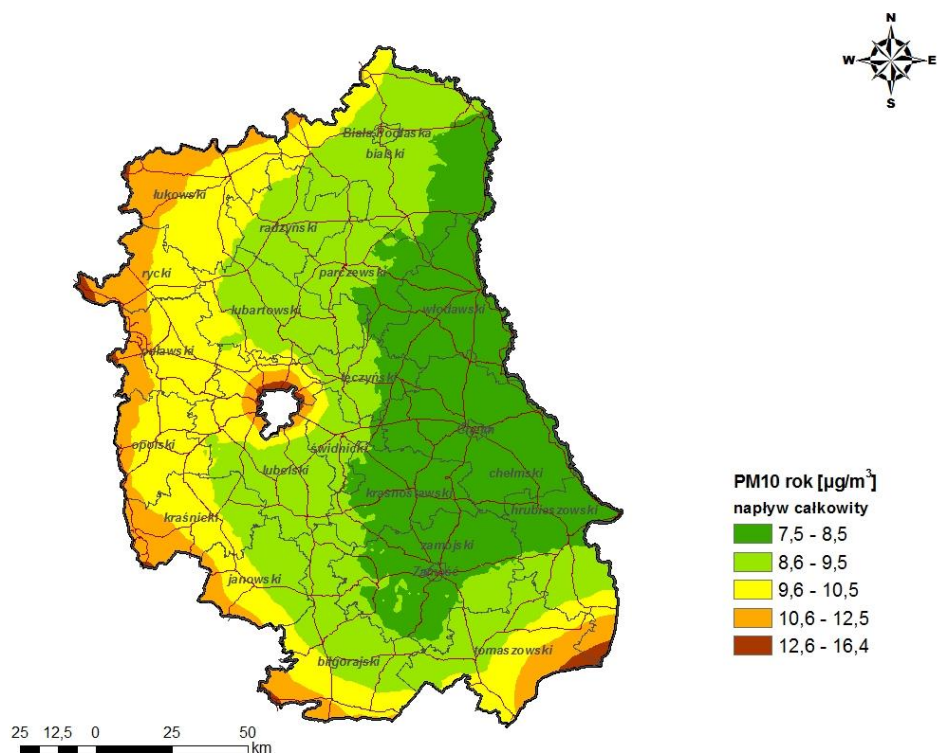 N
W E
S
Biała Podlaska
bialski
łukowski
radzyński
rycki
parczewski
lubartowski
włodawski
puławski
łęczyński
opolski
świdnicki
lubelski
chełmski
krasnostawski
hrubieszowski
kraśnicki
zamojski
Zamość
janowski
tomaszowski
biłgorajski
PM10 rok [µg/m³]
napływ całkowity
7,5 - 8,5
8,6 - 9,5
9,6 - 10,5
10,6 - 12,5
12,6 - 16,4
25 12,5 0 25 50
km